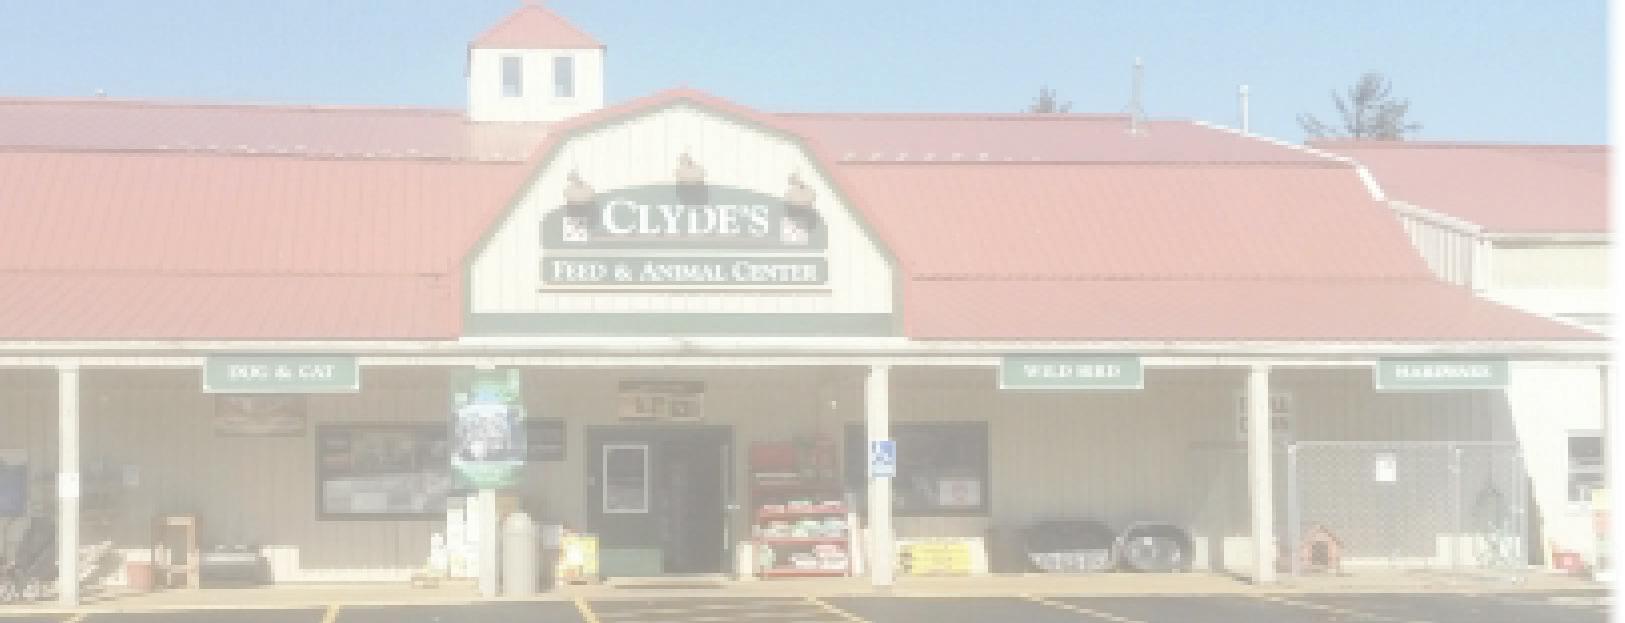 CLYDE'S
FEED & ANIMAL CENTER
DOG & CAT
WILD BIRD
HARDWARE